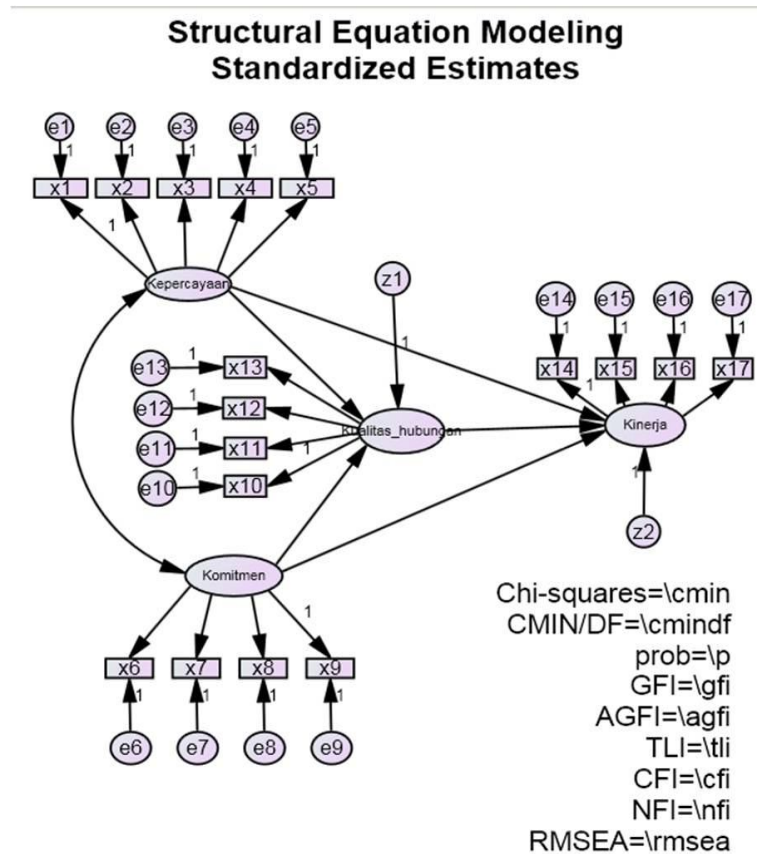 Structural Equation Modeling
Standardized Estimates
e1 e2 e3 e4 e5
1 1 1 1 1
x1 x2 x3 x4 x5
1
Kepercayaan
z1
1
e14 e15 e16 e17
1 1 1 1
x14 x15 x16 x17
1
e13 1 x13
e12 1 x12
e11 1 x11
e10 1 x10
1
Kualitas_hubungan
Kinerja
1
z2
Komitmen
1
x6 x7 x8 x9
1 1 1 1
e6 e7 e8 e9
Chi-squares=\cmin
CMIN/DF=\cmindf
prob=\p
GFI=\gfi
AGFI=\agfi
TLI=\tli
CFI=\cfi
NFI=\nfi
RMSEA=\rmsea